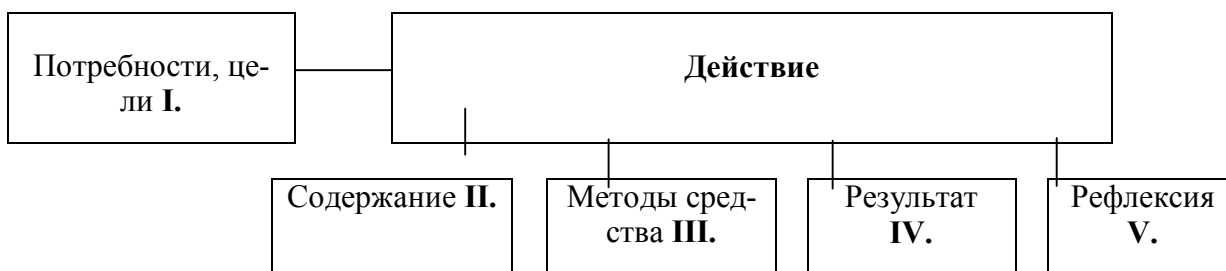 Потребности, це-
ли I.
Действие
Содержание II.
Методы сред-
ства III.
Результат
IV.
Рефлексия
V.